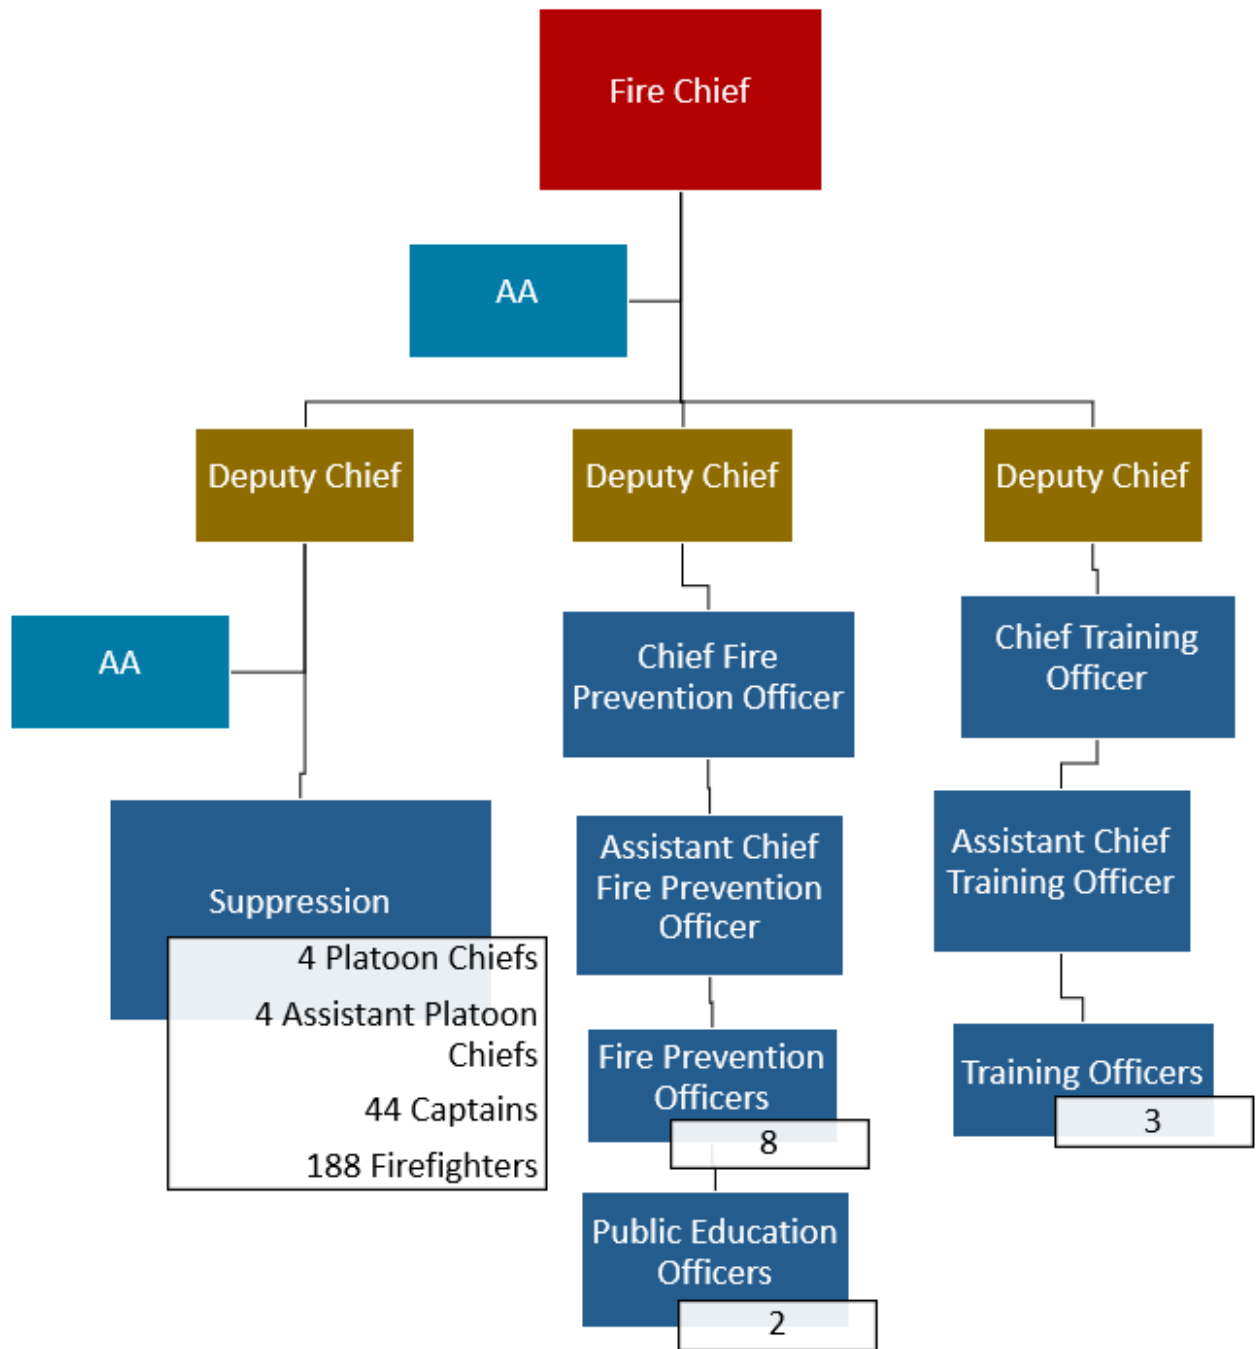 Fire Chief
AA
Deputy Chief
Deputy Chief
Deputy Chief
AA
Suppression
4 Platoon Chiefs
4 Assistant Platoon
Chiefs
44 Captains
188 Firefighters
Chief Fire
Prevention Officer
Assistant Chief
Fire Prevention
Officer
Fire Prevention
Officers
8
Public Education
Officers
2
Chief Training
Officer
Assistant Chief
Training Officer
Training Officers
3